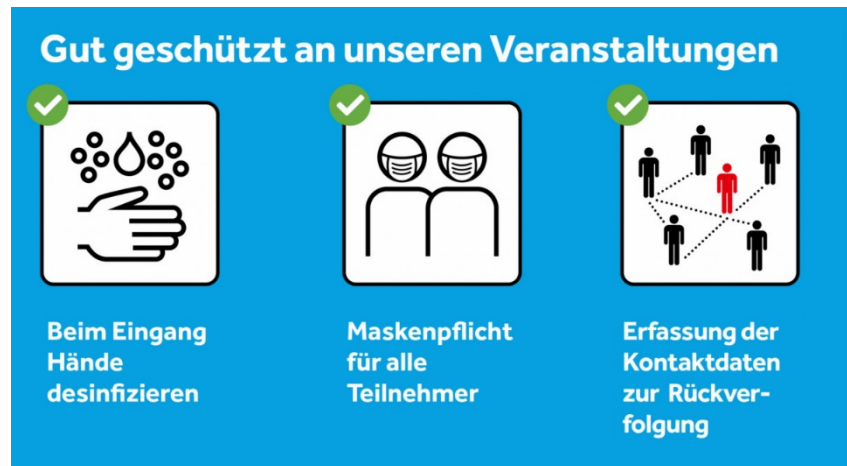 Gut geschützt an unseren Veranstaltungen
Beim Eingang
Hände
desinfizieren
Maskenpflicht
für alle
Teilnehmer
Erfassung der
Kontaktdaten
zur Rückver-
folgung